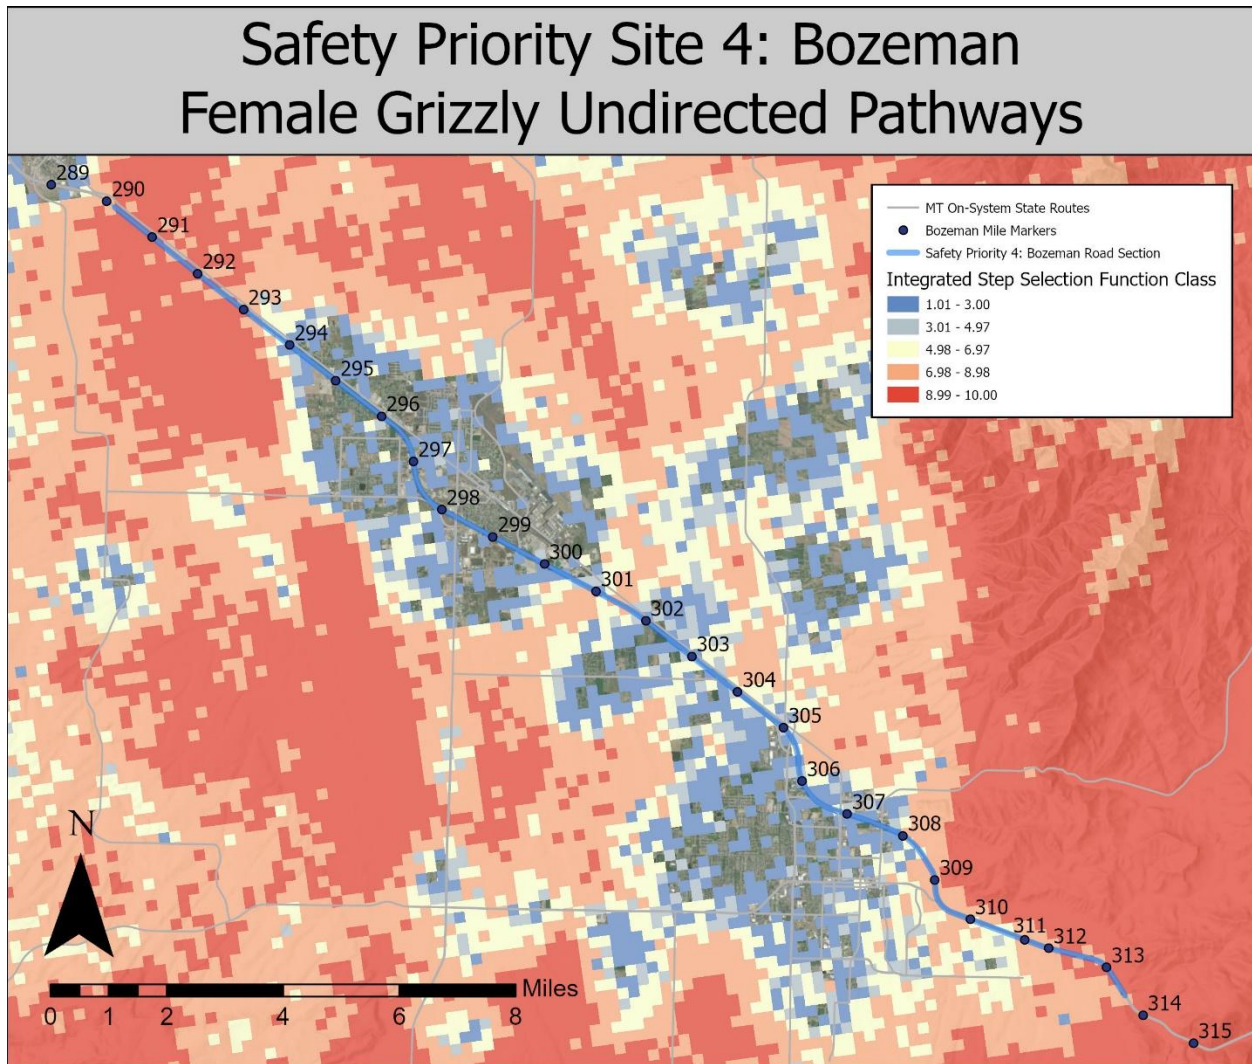 Safety Priority Site 4: Bozeman
Female Grizzly Undirected Pathways
289
290
291
292
293
294
295
296
297
298
299
300
301
302
303
304
305
306
307
308
309
310
311
312
313
314
315
MT On-System State Routes
Bozeman Mile Markers
Safety Priority 4: Bozeman Road Section
Integrated Step Selection Function Class
1.01 - 3.00
3.01 - 4.97
4.98 - 6.97
6.98 - 8.98
8.99 - 10.00
N
Miles
0 1 2 4 6 8